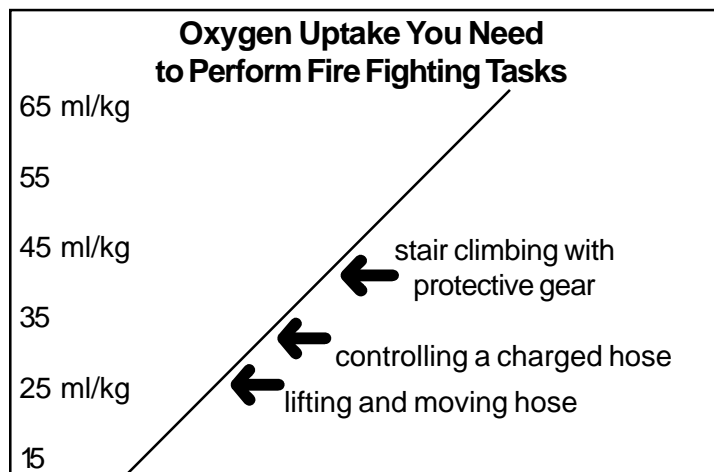 Oxygen Uptake You Need
to Perform Fire Fighting Tasks
65 ml/kg
55
45 ml/kg
stair climbing with
protective gear
35
controlling a charged hose
25 ml/kg
lifting and moving hose
15